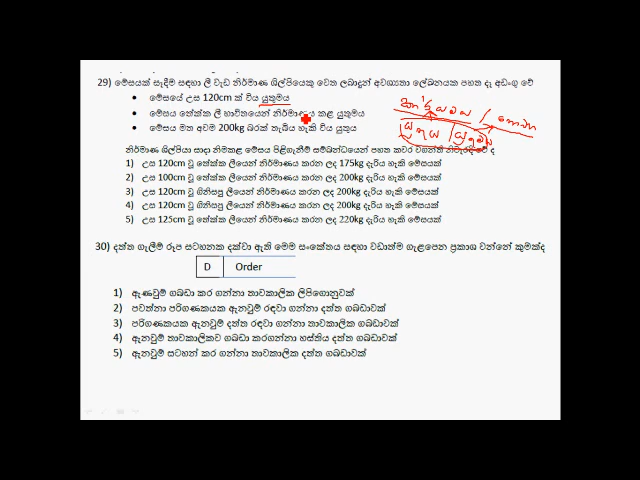 29) මේසයක් සෑදීම සඳහා ලී වැඩ නිර්මාණ ශිල්පියෙකු වෙත ලබාදුන් අවශ්‍යතා ලේඛනයක පහත දෑ අඩංගු වේ
• මේසයේ උස 120cm ක් විය යුතුමය
• මේසය තේක්ක ලී භාවිතයෙන් නිර්මාණය කළ යුතුමය
• මේසය මත අවම 200kg බරක් තැබිය හැකි විය යුතුය
නිර්මාණ ශිල්පියා සාදා නිමකළ මේසය පිළිගැනීම් සම්බන්ධයෙන් පහත කවර වගන්ති නිවැරදි වේ ද
1) උස 120cm වූ තේක්ක ලීයෙන් නිර්මාණය කරන ලද 175kg දැරිය හැකි මේසයක්
2) උස 100cm වූ තේක්ක ලීයෙන් නිර්මාණය කරන ලද 200kg දැරිය හැකි මේසයක්
3) උස 120cm වූ ගිනිසපු ලීයෙන් නිර්මාණය කරන ලද 200kg දැරිය හැකි මේසයක්
4) උස 120cm වූ ගිනිසපු ලීයෙන් නිර්මාණය කරන ලද 200kg දැරිය හැකි මේසයක්
5) උස 125cm වූ තේක්ක ලීයෙන් නිර්මාණය කරන ලද 220kg දැරිය හැකි මේසයක්
30) දත්ත ගැලීම් රූප සටහනක දක්වා ඇති මෙම සංකේතය සඳහා වඩාත්ම ගැළපෙන ප්‍රකාශ වන්නේ කුමක්ද
D Order
1) ඇණවුම් ගබඩා කර ගන්නා තාවකාලික ලිපිගොනුවක්
2) පවත්නා පරිගණකයක ඇනවුම් රඳවා ගන්නා දත්ත ගබඩාවක්
3) පරිගණකයක ඇනවුම් දත්ත රඳවා ගන්නා තාවකාලික ගබඩාවක්
4) ඇනවුම් තාවකාලිකව ගබඩා කරගන්නා හස්තිය දත්ත ගබඩාවක්
5) ඇනවුම් සටහන් කර ගන්නා තාවකාලික දත්ත ගබඩාවක්